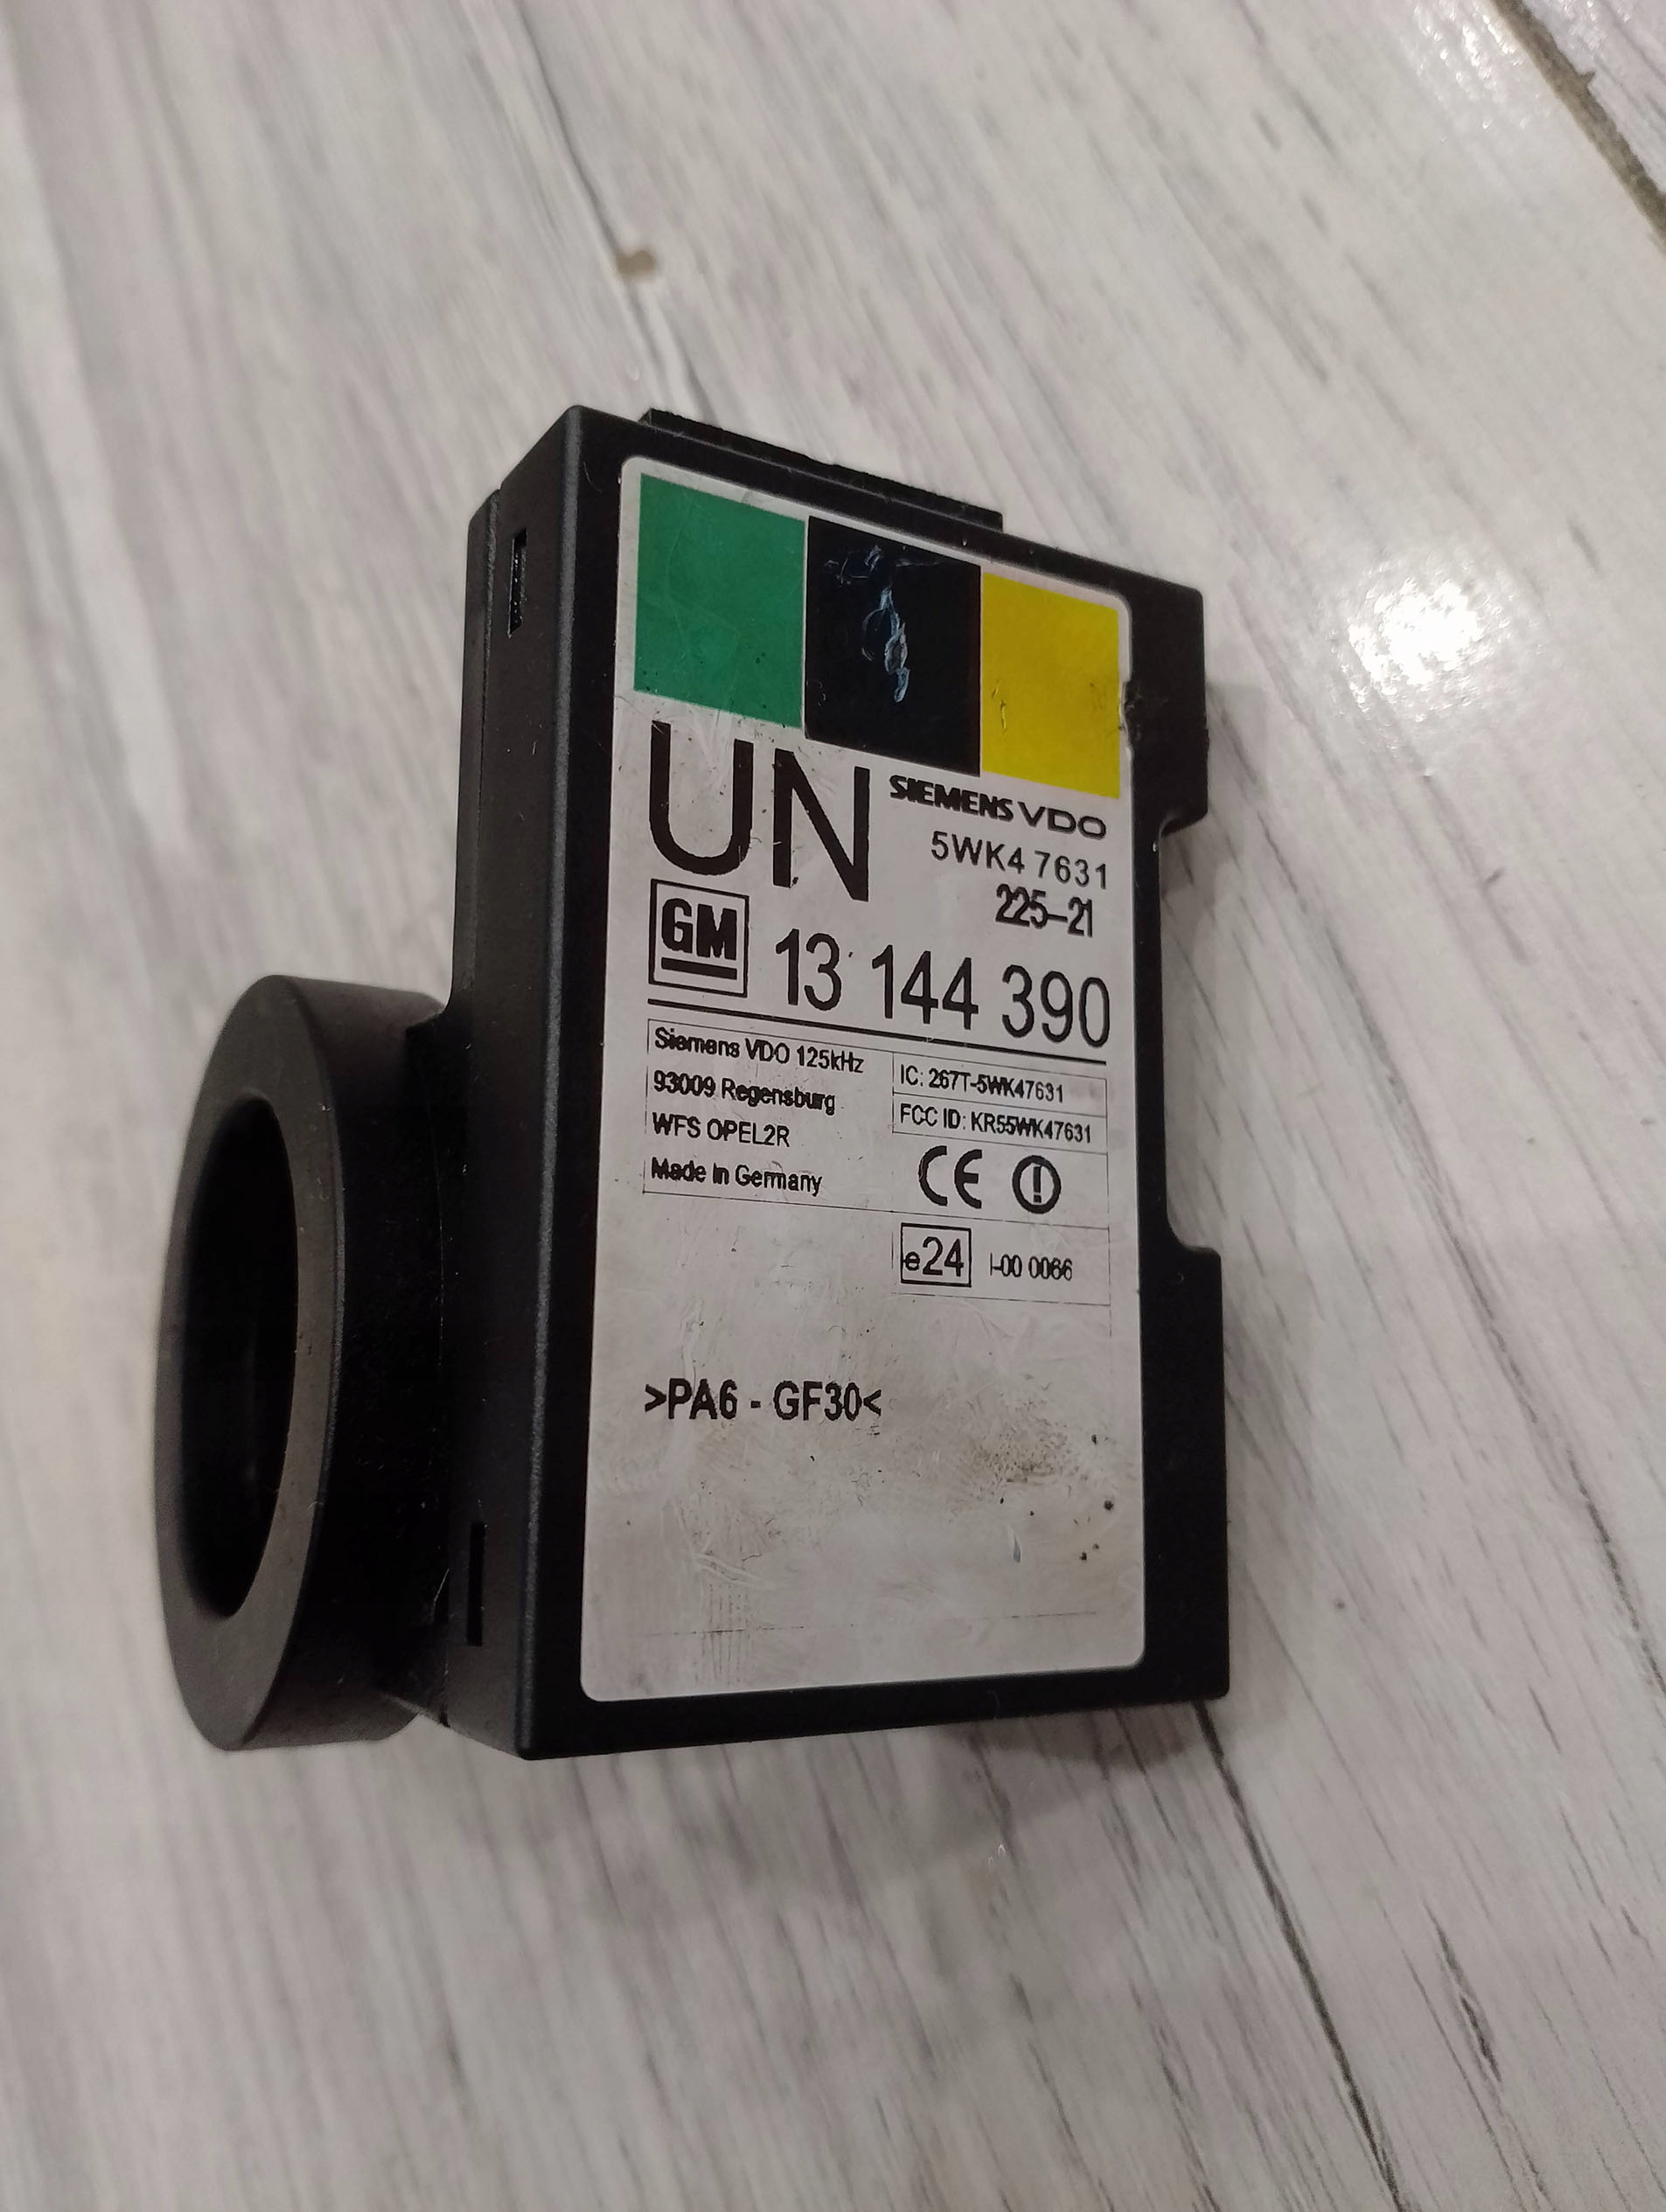 UN
SIEMENS VDO
5WK4 7631
225-21
GM
13 144 390
Siemens VDO 125kHz
93009 Regensburg
WFS OPEL2R
Made in Germany
IC: 267T-5WK47631
FCC ID: KR55WK47631
CE
e24
I-00 0066
>PA6 - GF30<